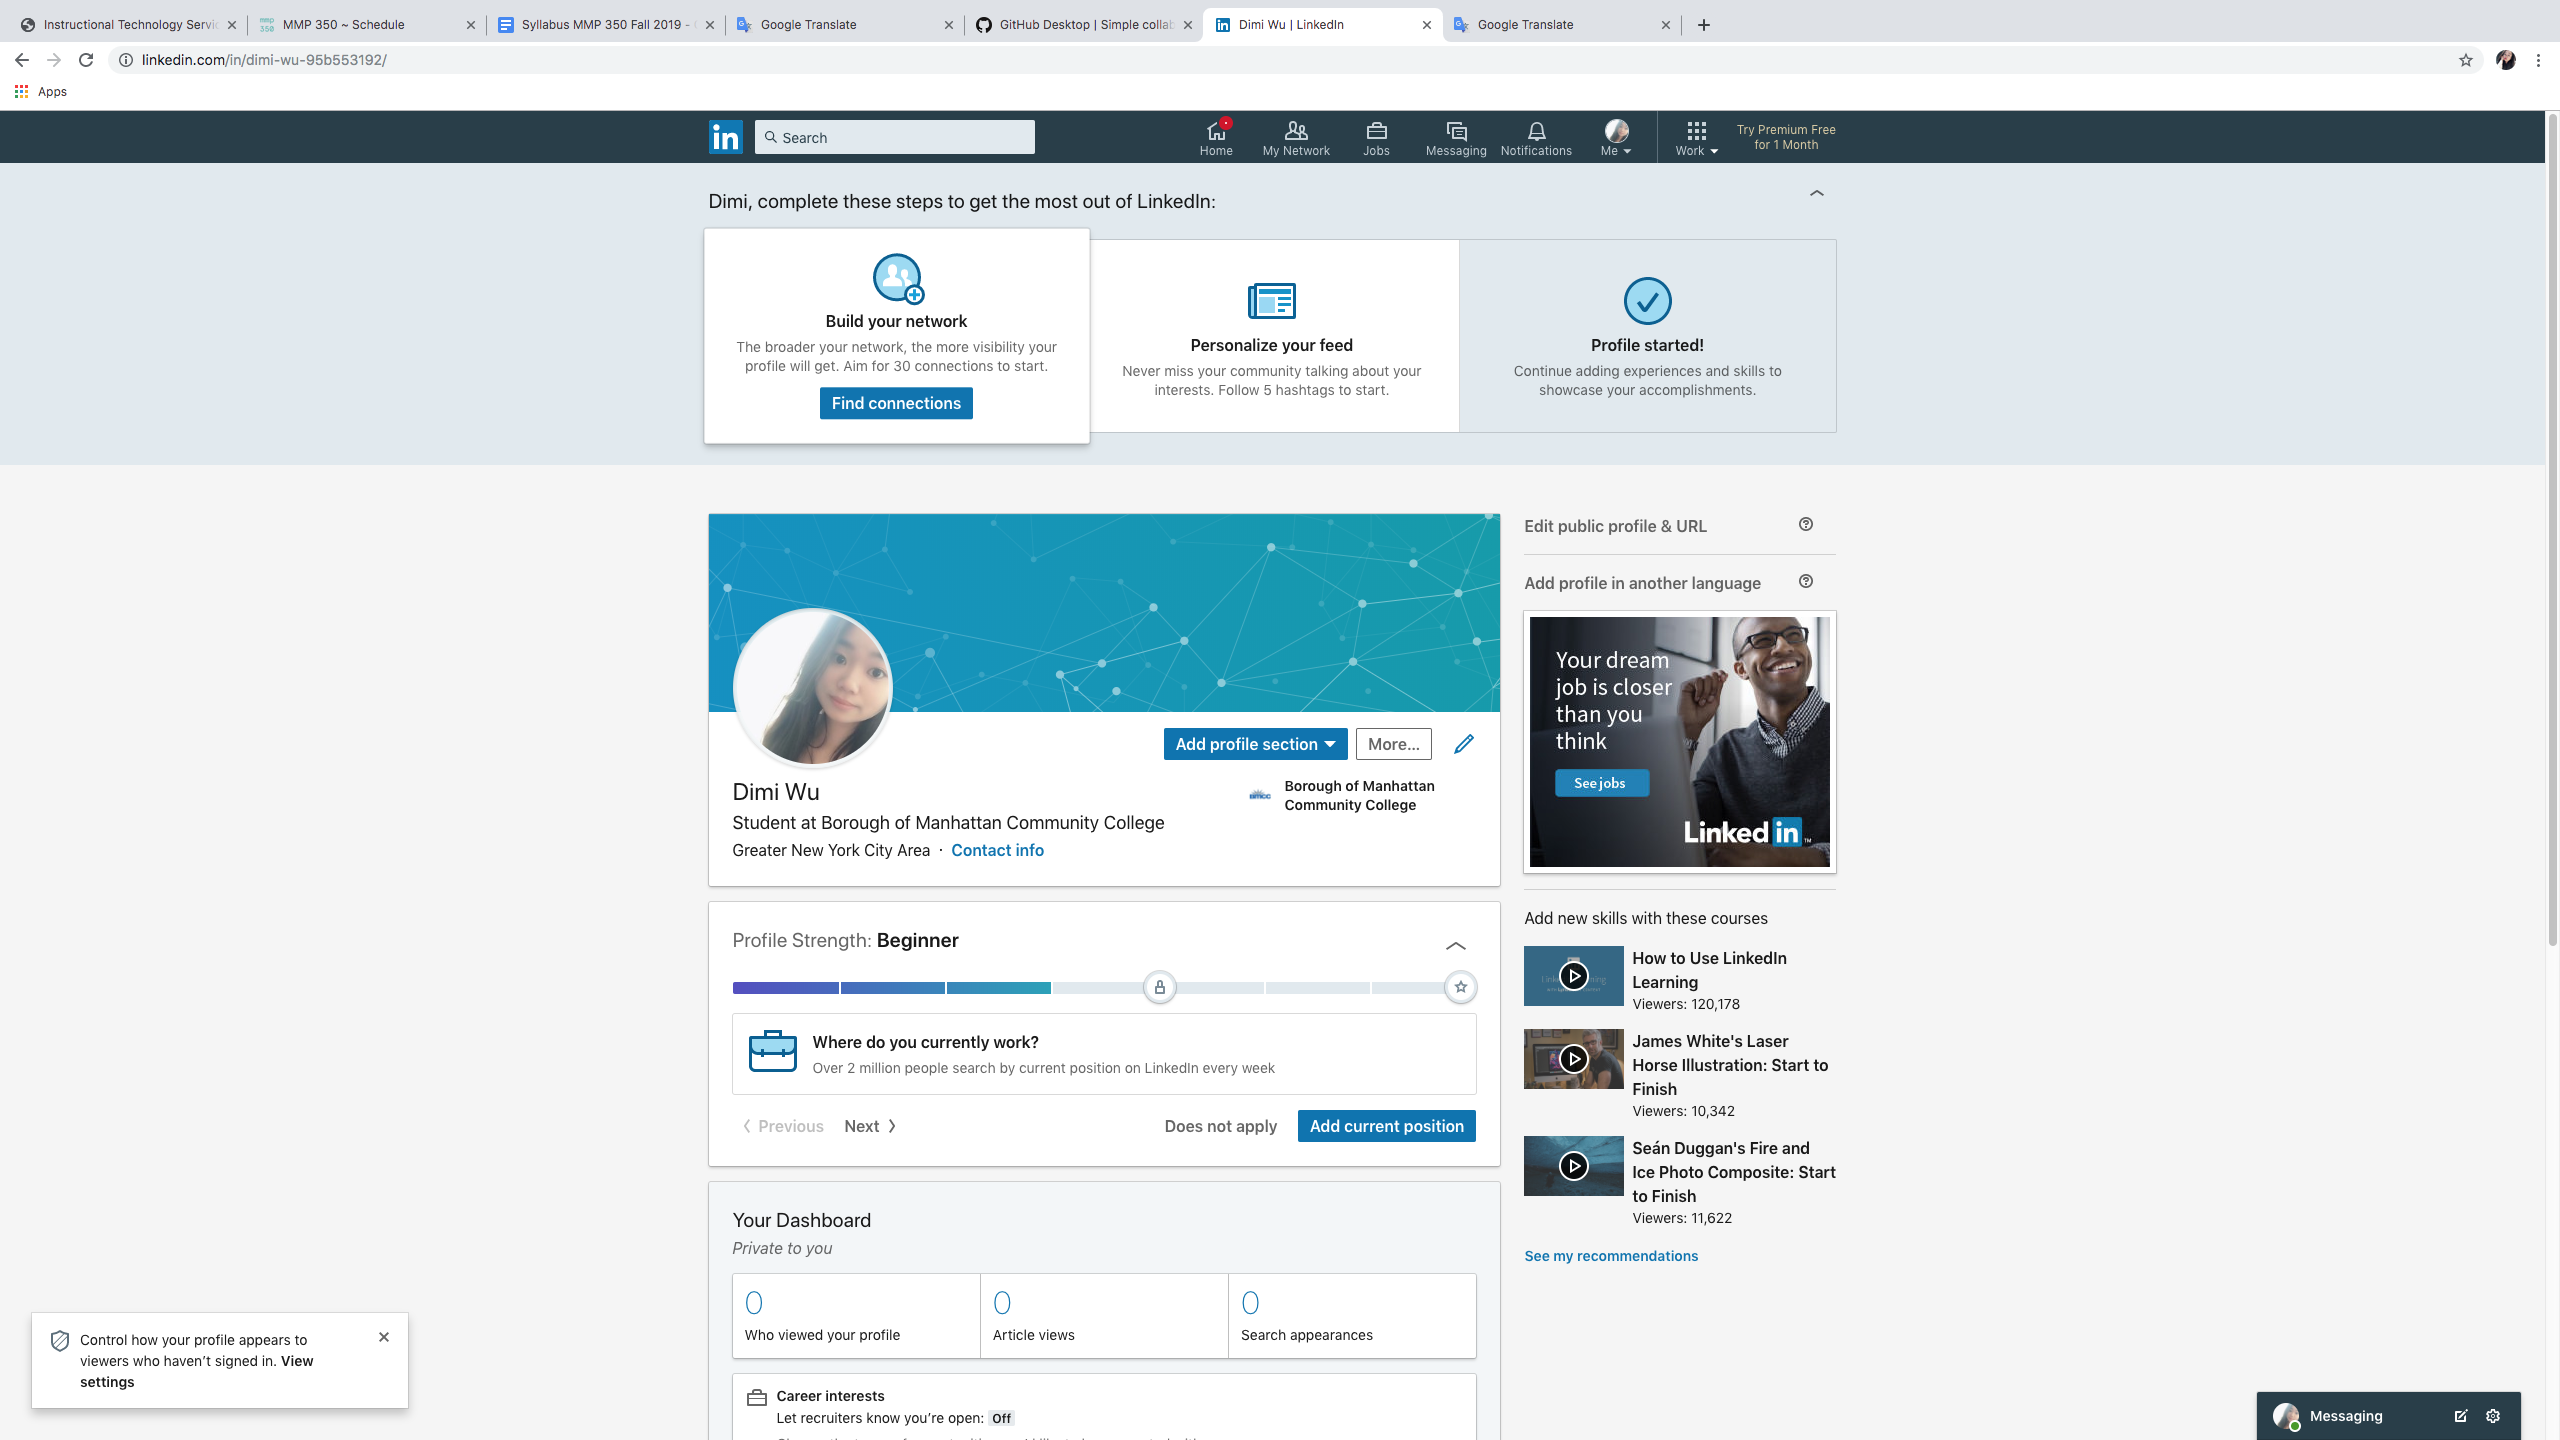 Instructional Technology Servic
MMP 350 ~ Schedule
Syllabus MMP 350 Fall 2019 -
Google Translate
GitHub Desktop | Simple collab
Dimi Wu | LinkedIn
Google Translate
linkedin.com/in/dimi-wu-95b553192/
Apps
in
Search
Home
My Network
Jobs
Messaging
Notifications
Me
Work
Try Premium Free
for 1 Month
Dimi, complete these steps to get the most out of LinkedIn:
Build your network
The broader your network, the more visibility your
profile will get. Aim for 30 connections to start.
Find connections
Personalize your feed
Never miss your community talking about your
interests. Follow 5 hashtags to start.
Profile started!
Continue adding experiences and skills to
showcase your accomplishments.
Add profile section
More...
Dimi Wu
Student at Borough of Manhattan Community College
Greater New York City Area · Contact info
BMCC
Borough of Manhattan
Community College
Profile Strength: Beginner
Where do you currently work?
Over 2 million people search by current position on LinkedIn every week
Previous
Next
Does not apply
Add current position
Your Dashboard
Private to you
0
Who viewed your profile
0
Article views
0
Search appearances
Career interests
Let recruiters know you’re open: Off
Edit public profile & URL
Add profile in another language
Your dream
job is closer
than you
think
See jobs
Linked in
Add new skills with these courses
How to Use LinkedIn
Learning
Viewers: 120,178
James White's Laser
Horse Illustration: Start to
Finish
Viewers: 10,342
Seán Duggan's Fire and
Ice Photo Composite: Start
to Finish
Viewers: 11,622
See my recommendations
Control how your profile appears to
viewers who haven’t signed in. View
settings
Messaging